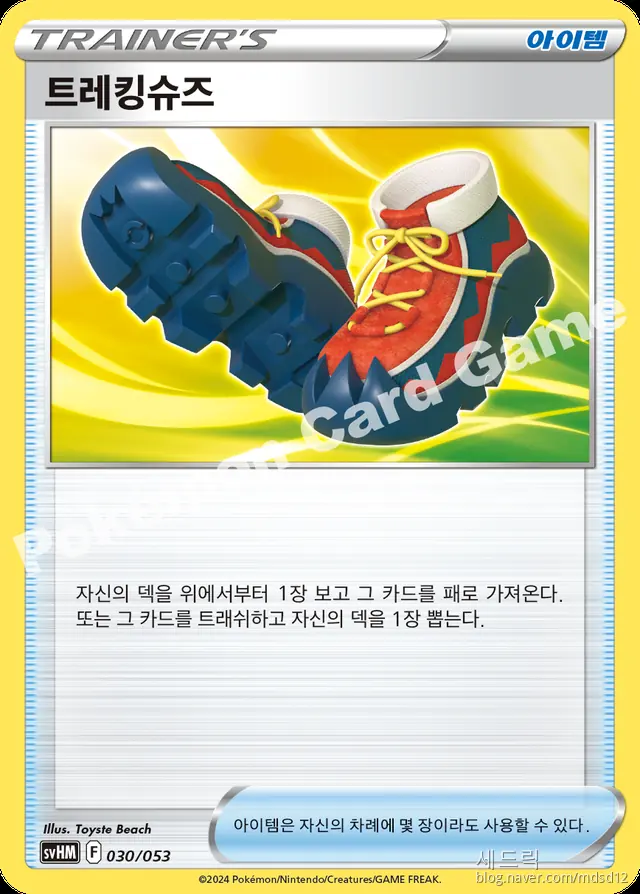 TRAINER'S
아이템
트레킹슈즈
Pokémon Card Game
자신의 덱을 위에서부터 1장 보고 그 카드를 패로 가져온다.
또는 그 카드를 트래쉬하고 자신의 덱을 1장 뽑는다.
Illus. Toyste Beach
아이템은 자신의 차례에 몇 장이라도 사용할 수 있다.
svHM F 030/053
©2024 Pokémon/Nintendo/Creatures/GAME FREAK.
세드릭
blog.naver.com/mdsd12